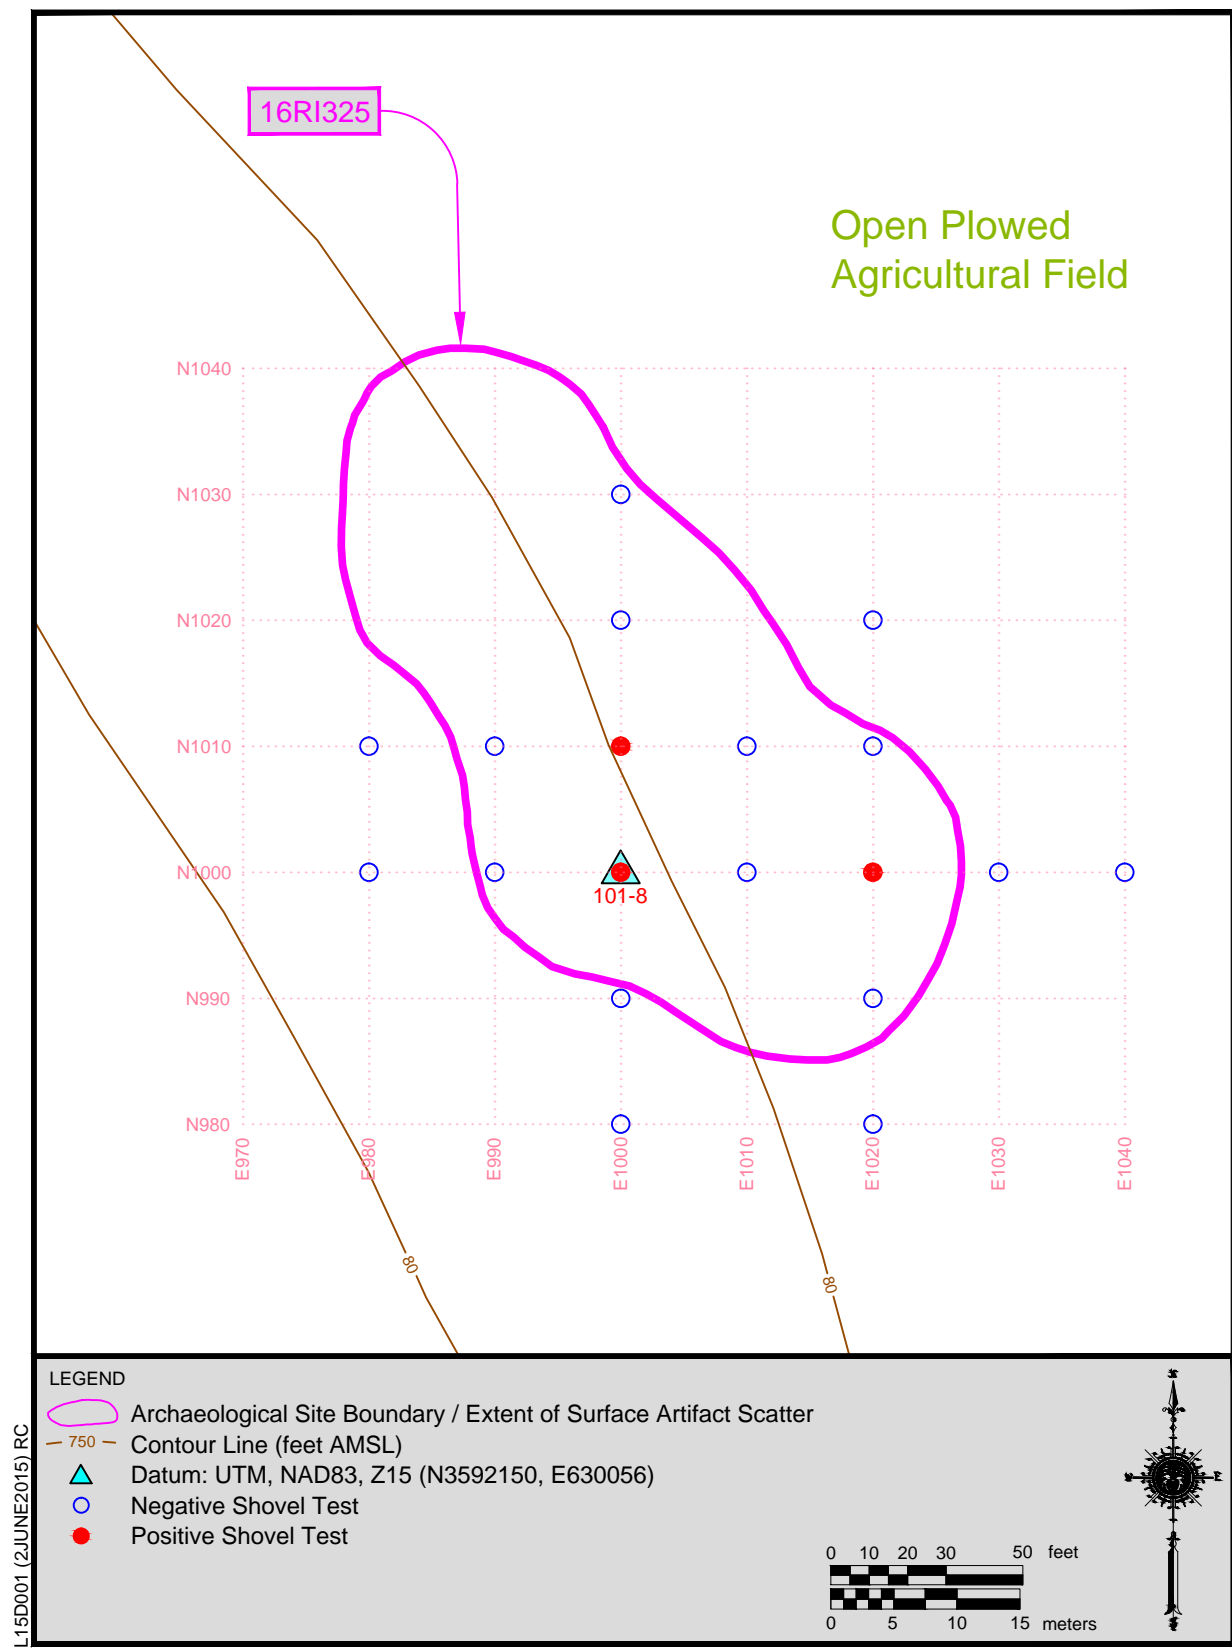 16RI325
Open Plowed
Agricultural Field
N1040
N1030
N1020
N1010
N1000
101-8
N990
N980
E970
E980
E990
E1000
E1010
E1020
E1030
E1040
80
80
LEGEND
Archaeological Site Boundary / Extent of Surface Artifact Scatter
750 Contour Line (feet AMSL)
Datum: UTM, NAD83, Z15 (N3592150, E630056)
Negative Shovel Test
Positive Shovel Test
0 10 20 30 50 feet
0 5 10 15 meters
L15D001 (2JUNE2015) RC